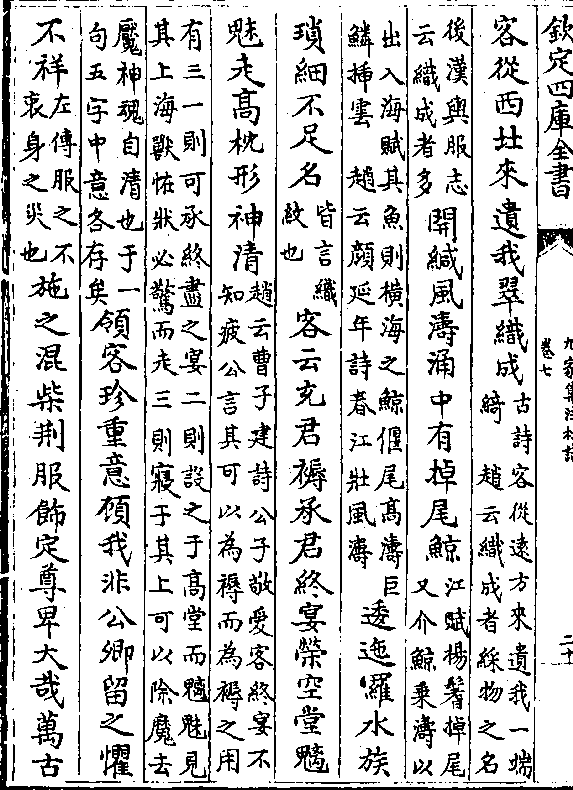 欽定四庫全書
九家集注杜詩
卷七
二十
客從西北來遺我翠織成
古詩客從遠方來遺我一端
綺 趙云織成者綵物之名
後漢輿服志
云織成者多
開緘風濤涌中有掉尾鯨
江賦揚鬐掉尾
又介鯨乘濤以
出入海賦其魚則橫海之鯨偃尾高濤巨
鱗揷雲 趙云顔延年詩春江壯風濤
透迤羅水族
瑣細不足名
皆言織
紋也
客云充君褥承君終宴榮空堂魑
魅走高枕形神清
趙云曹子建詩公子敬愛客終宴不
知疲公言其可以為褥而為褥之用
有三一則可承終盡之宴二則設之于高堂而魑魅見
其上海獸怪狀必驚而走三則寢于其上可以除魔去
魘神魂自清也于一
句五字中意各存矣
領客珍重意顧我非公卿留之懼
不祥
左傳服之不
衷身之災也
施之混柴荆服飾定尊卑大哉萬古